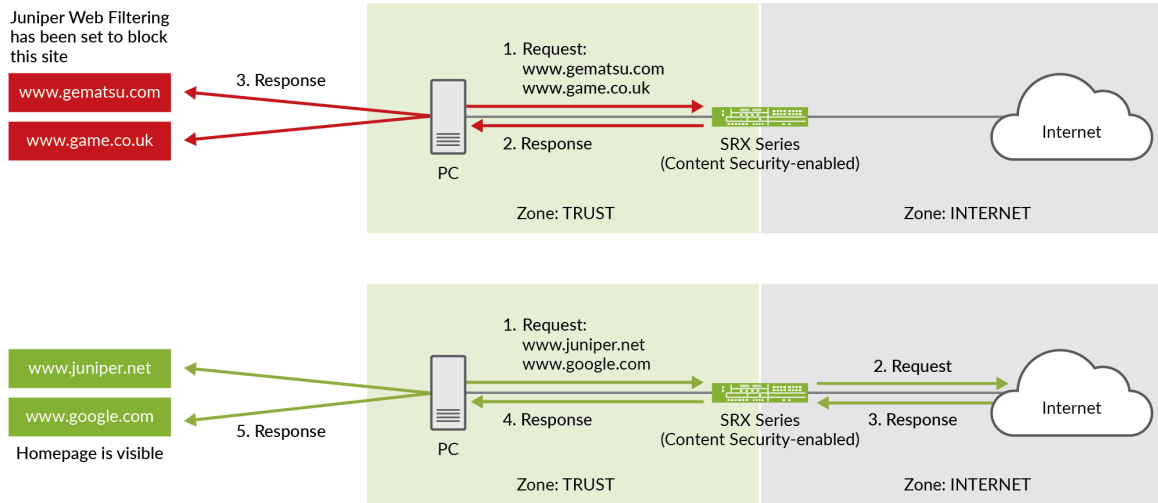 Juniper Web Filtering
has been set to block
this site
www.gematsu.com
www.game.co.uk
3. Response
PC
1. Request:
www.gematsu.com
www.game.co.uk
2. Response
SRX Series
(Content Security-enabled)
Internet
Zone: TRUST
Zone: INTERNET
www.juniper.net
www.google.com
Homepage is visible
5. Response
PC
1. Request:
www.juniper.net
www.google.com
4. Response
SRX Series
(Content Security-enabled)
2. Request
3. Response
Internet
Zone: TRUST
Zone: INTERNET